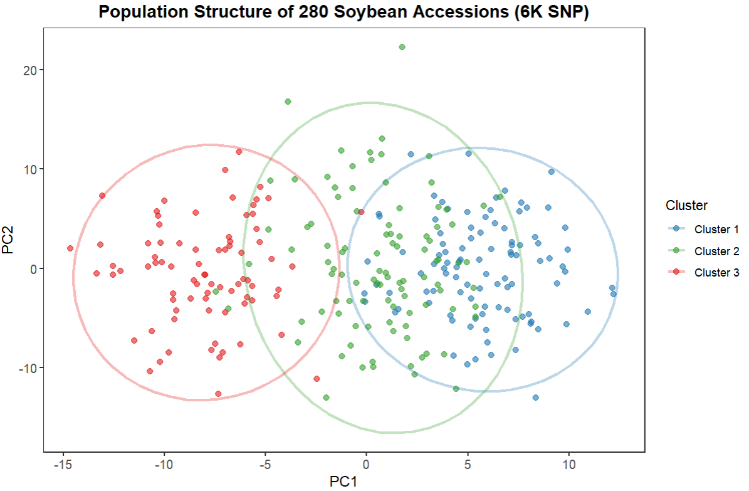 Population Structure of 280 Soybean Accessions (6K SNP)
20
10
0
-10
PC2
-15
-10
-5
0
5
10
PC1
Cluster
Cluster 1
Cluster 2
Cluster 3